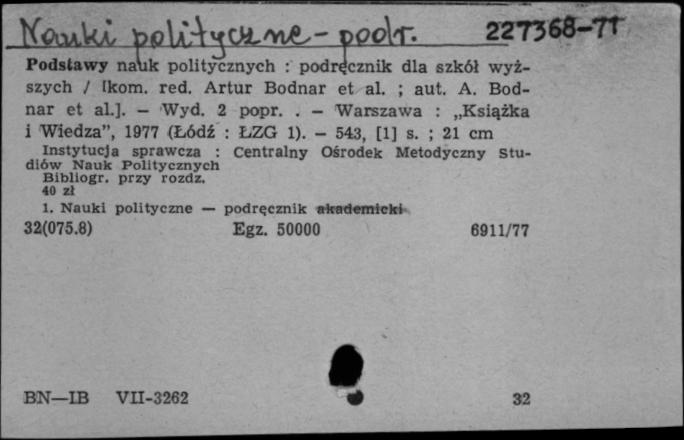 Nauki polityczne - podr. 227368-71
Podstawy nauk politycznych : podręcznik dla szkół wyż-
szych / [kom. red. Artur Bodnar et al. ; aut. A. Bod-
nar et al.]. — Wyd. 2 popr. . — Warszawa : „Książka
i Wiedza”, 1977 (Łódź : ŁZG 1). — 543, [1] s. ; 21 cm
Instytucja sprawcza : Centralny Ośrodek Metodyczny Stu-
diów Nauk Politycznych
Bibliogr. przy rozdz.
40 zł
1. Nauki polityczne — podręcznik akademicki
32(075.8) Egz. 50000 6911/77
BN—IB VII-3262 32